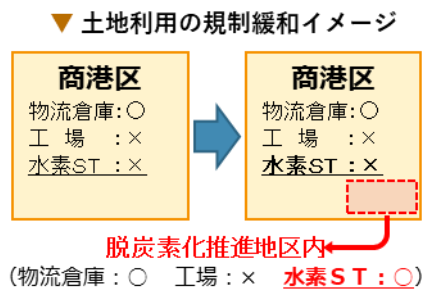 ▼ 土地利用の規制緩和イメージ
商港区
物流倉庫:○
工 場 :×
水素ST :×
商港区
物流倉庫:○
工 場 :×
水素ST :×
脱炭素化推進地区内
(物流倉庫:○ 工場:× 水素ST:○)